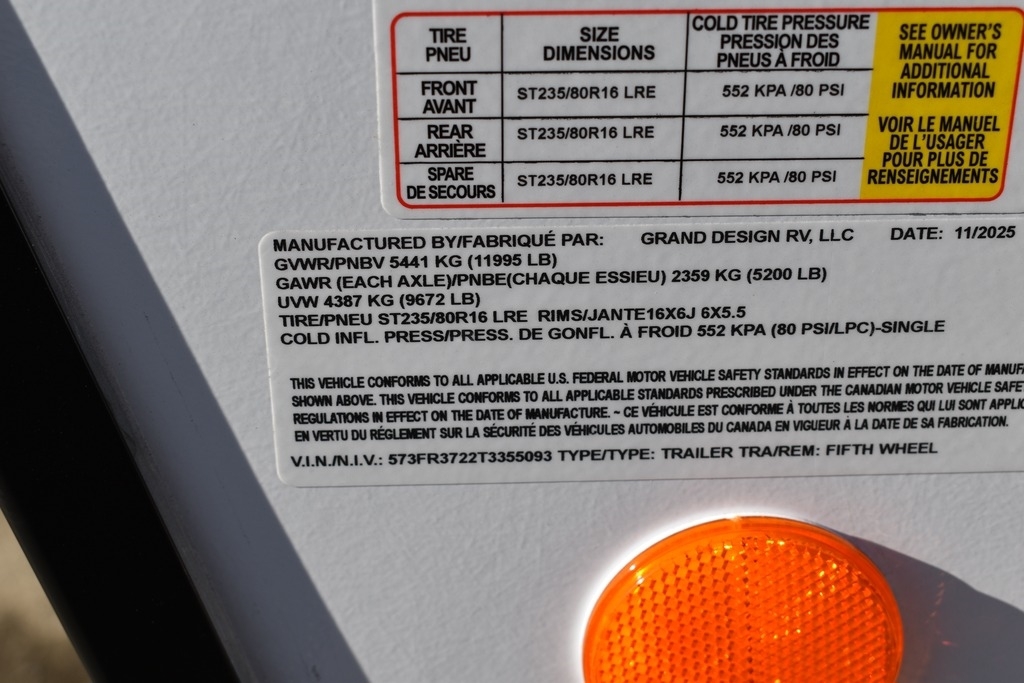 TIRE PNEU SIZE DIMENSIONS COLD TIRE PRESSURE PRESSION DES PNEUS À FROID
FRONT AVANT ST235/80R16 LRE 552 KPA /80 PSI
REAR ARRIÈRE ST235/80R16 LRE 552 KPA /80 PSI
SPARE DE SECOURS ST235/80R16 LRE 552 KPA /80 PSI
SEE OWNER'S
MANUAL FOR
ADDITIONAL
INFORMATION
VOIR LE MANUEL
DE L'USAGER
POUR PLUS DE
RENSEIGNEMENTS
MANUFACTURED BY/FABRIQUÉ PAR: GRAND DESIGN RV, LLC DATE: 11/2025
GVWR/PNBV 5441 KG (11995 LB)
GAWR (EACH AXLE)/PNBE(CHAQUE ESSIEU) 2359 KG (5200 LB)
UVW 4387 KG (9672 LB)
TIRE/PNEU ST235/80R16 LRE RIMS/JANTE16X6J 6X5.5
COLD INFL. PRESS/PRESS. DE GONFL. À FROID 552 KPA (80 PSI/LPC)-SINGLE
THIS VEHICLE CONFORMS TO ALL APPLICABLE U.S. FEDERAL MOTOR VEHICLE SAFETY STANDARDS IN EFFECT ON THE DATE OF
SHOWN ABOVE. THIS VEHICLE CONFORMS TO ALL APPLICABLE STANDARDS PRESCRIBED UNDER THE CANADIAN MOTOR VEHICLE
REGULATIONS IN EFFECT ON THE DATE OF MANUFACTURE. ~ CE VÉHICULE EST CONFORME À TOUTES LES NORMES QUI LUI SONT
EN VERTU DU RÉGLEMENT SUR LA SÉCURITÉ DES VÉHICULES AUTOMOBILES DU CANADA EN VIGUEUR À LA DATE DE SA FABRICATION.
V.I.N./N.I.V.: 573FR3722T3355093 TYPE/TYPE: TRAILER TRA/REM: FIFTH WHEEL